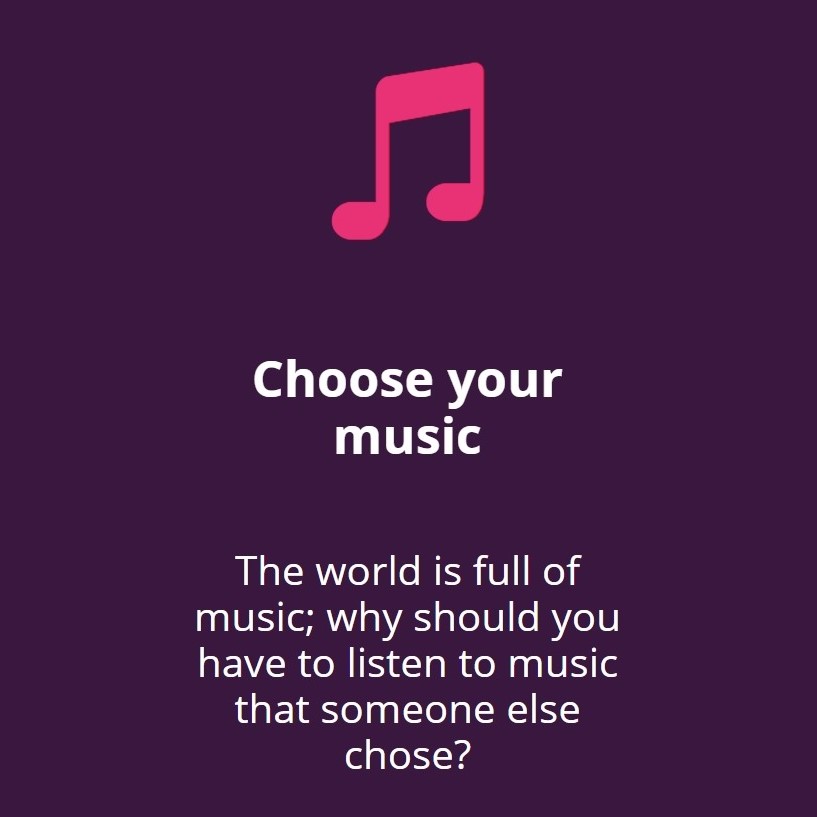 Choose your
music
The world is full of
music; why should you
have to listen to music
that someone else
chose?